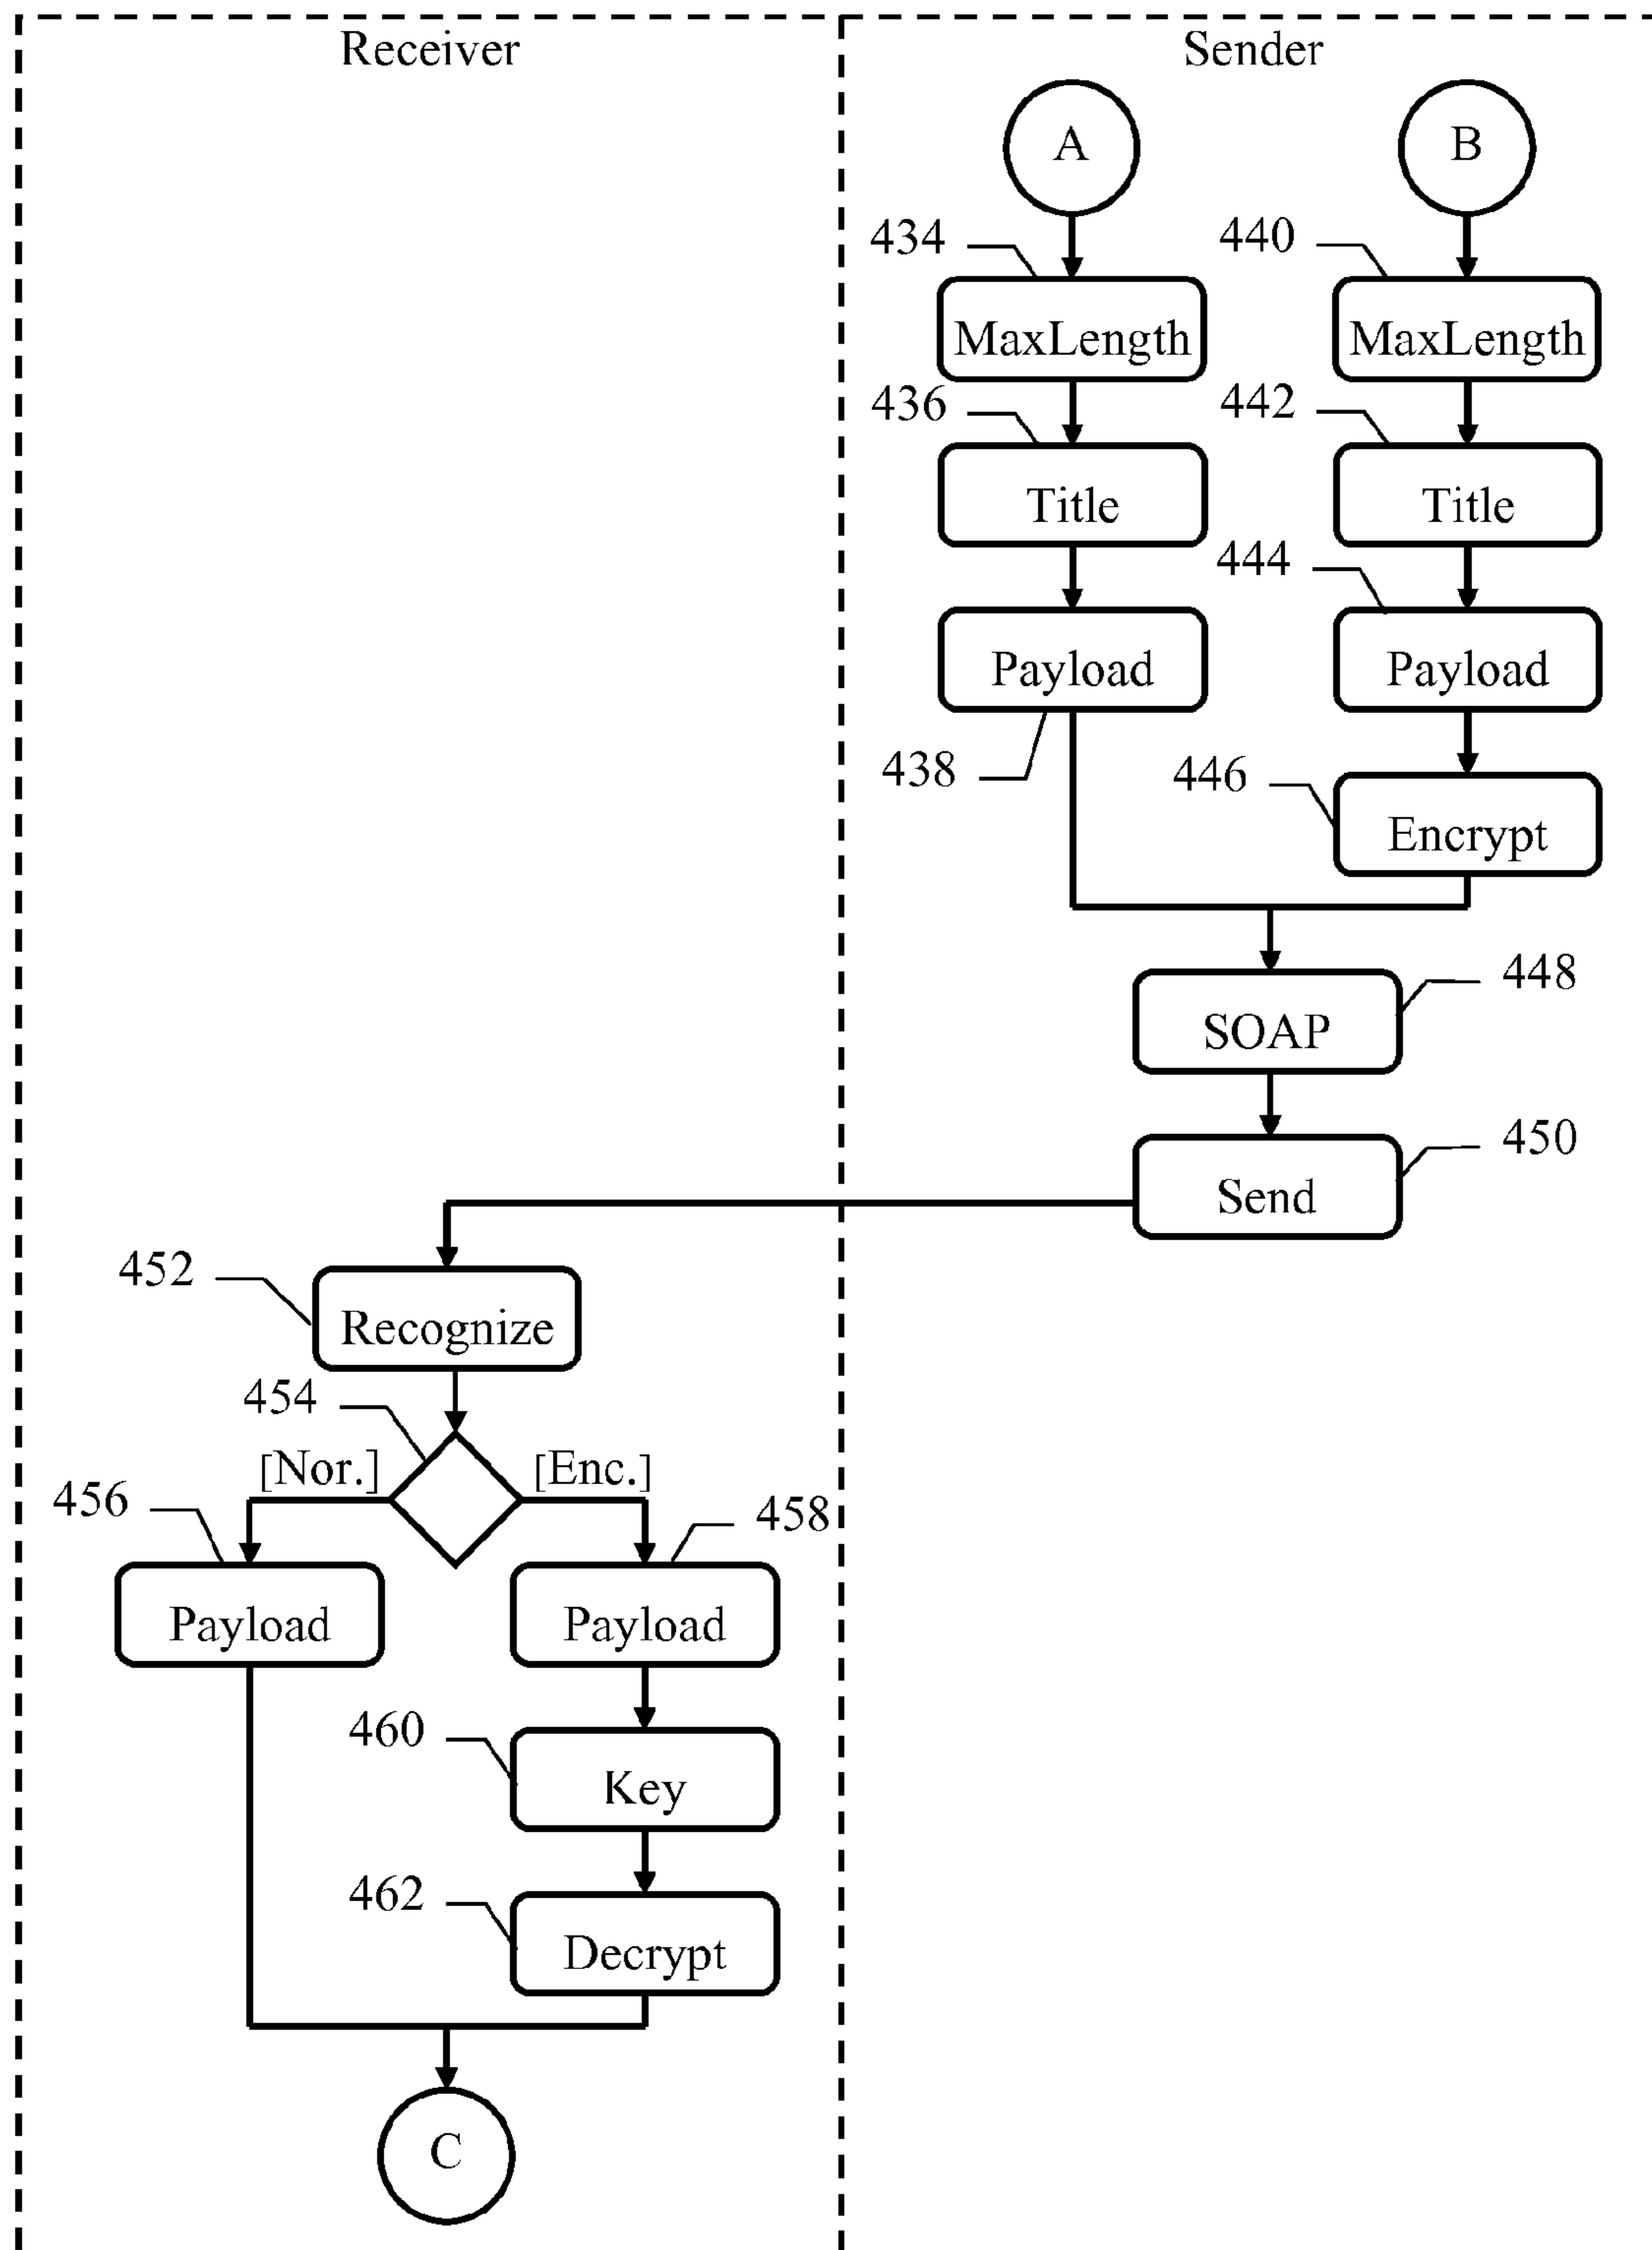 Receiver
Sender
A
B
434
440
MaxLength
MaxLength
436
442
Title
Title
444
Payload
Payload
438
446
Encrypt
448
SOAP
450
Send
452
Recognize
454
[Nor.]
[Enc.]
456
458
Payload
Payload
460
Key
462
Decrypt
C